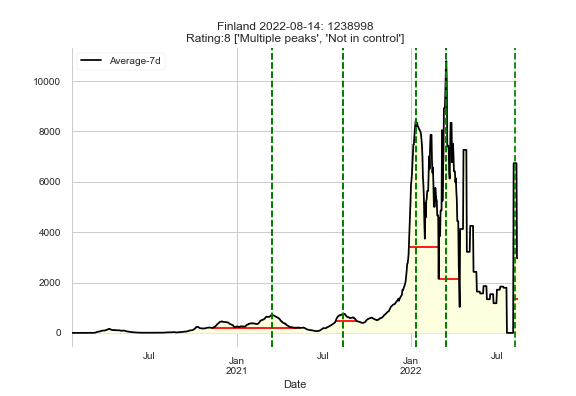 Finland 2022-08-14: 1238998
Rating:8 ['Multiple peaks', 'Not in control']
Average-7d
10000
8000
6000
4000
2000
0
Jul
Jan
2021
Jul
Jan
2022
Jul
Date